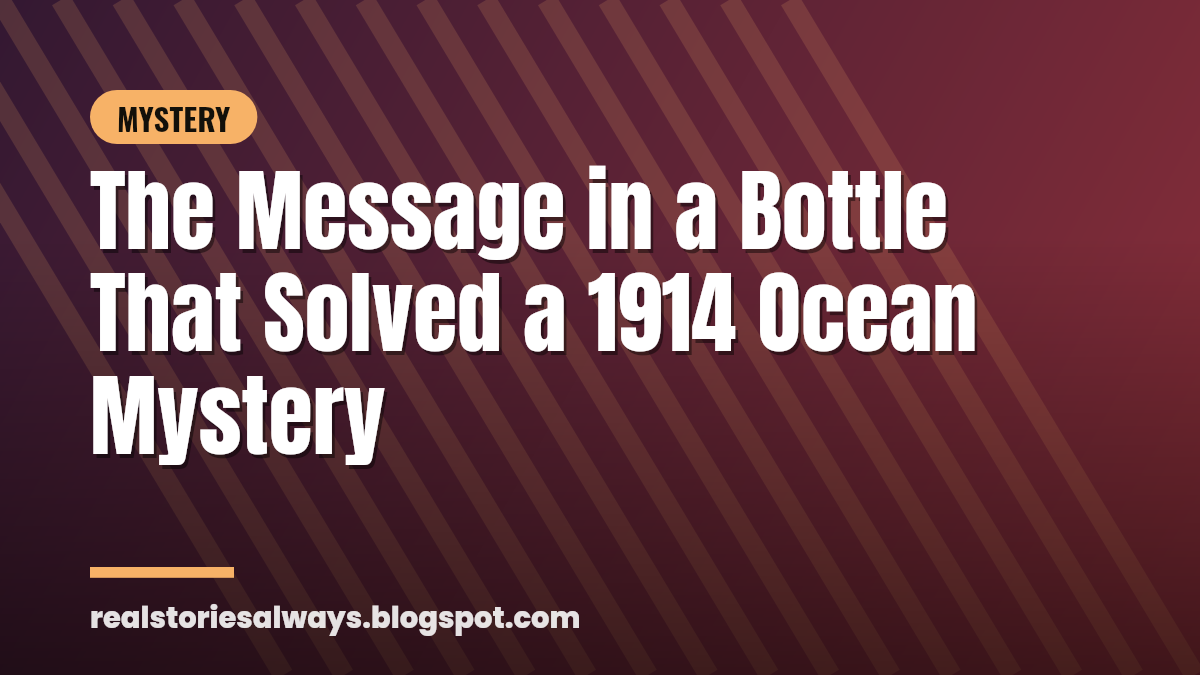 MYSTERY
The Message in a Bottle
That Solved a 1914 Ocean
Mystery
realstoriesalways.blogspot.com